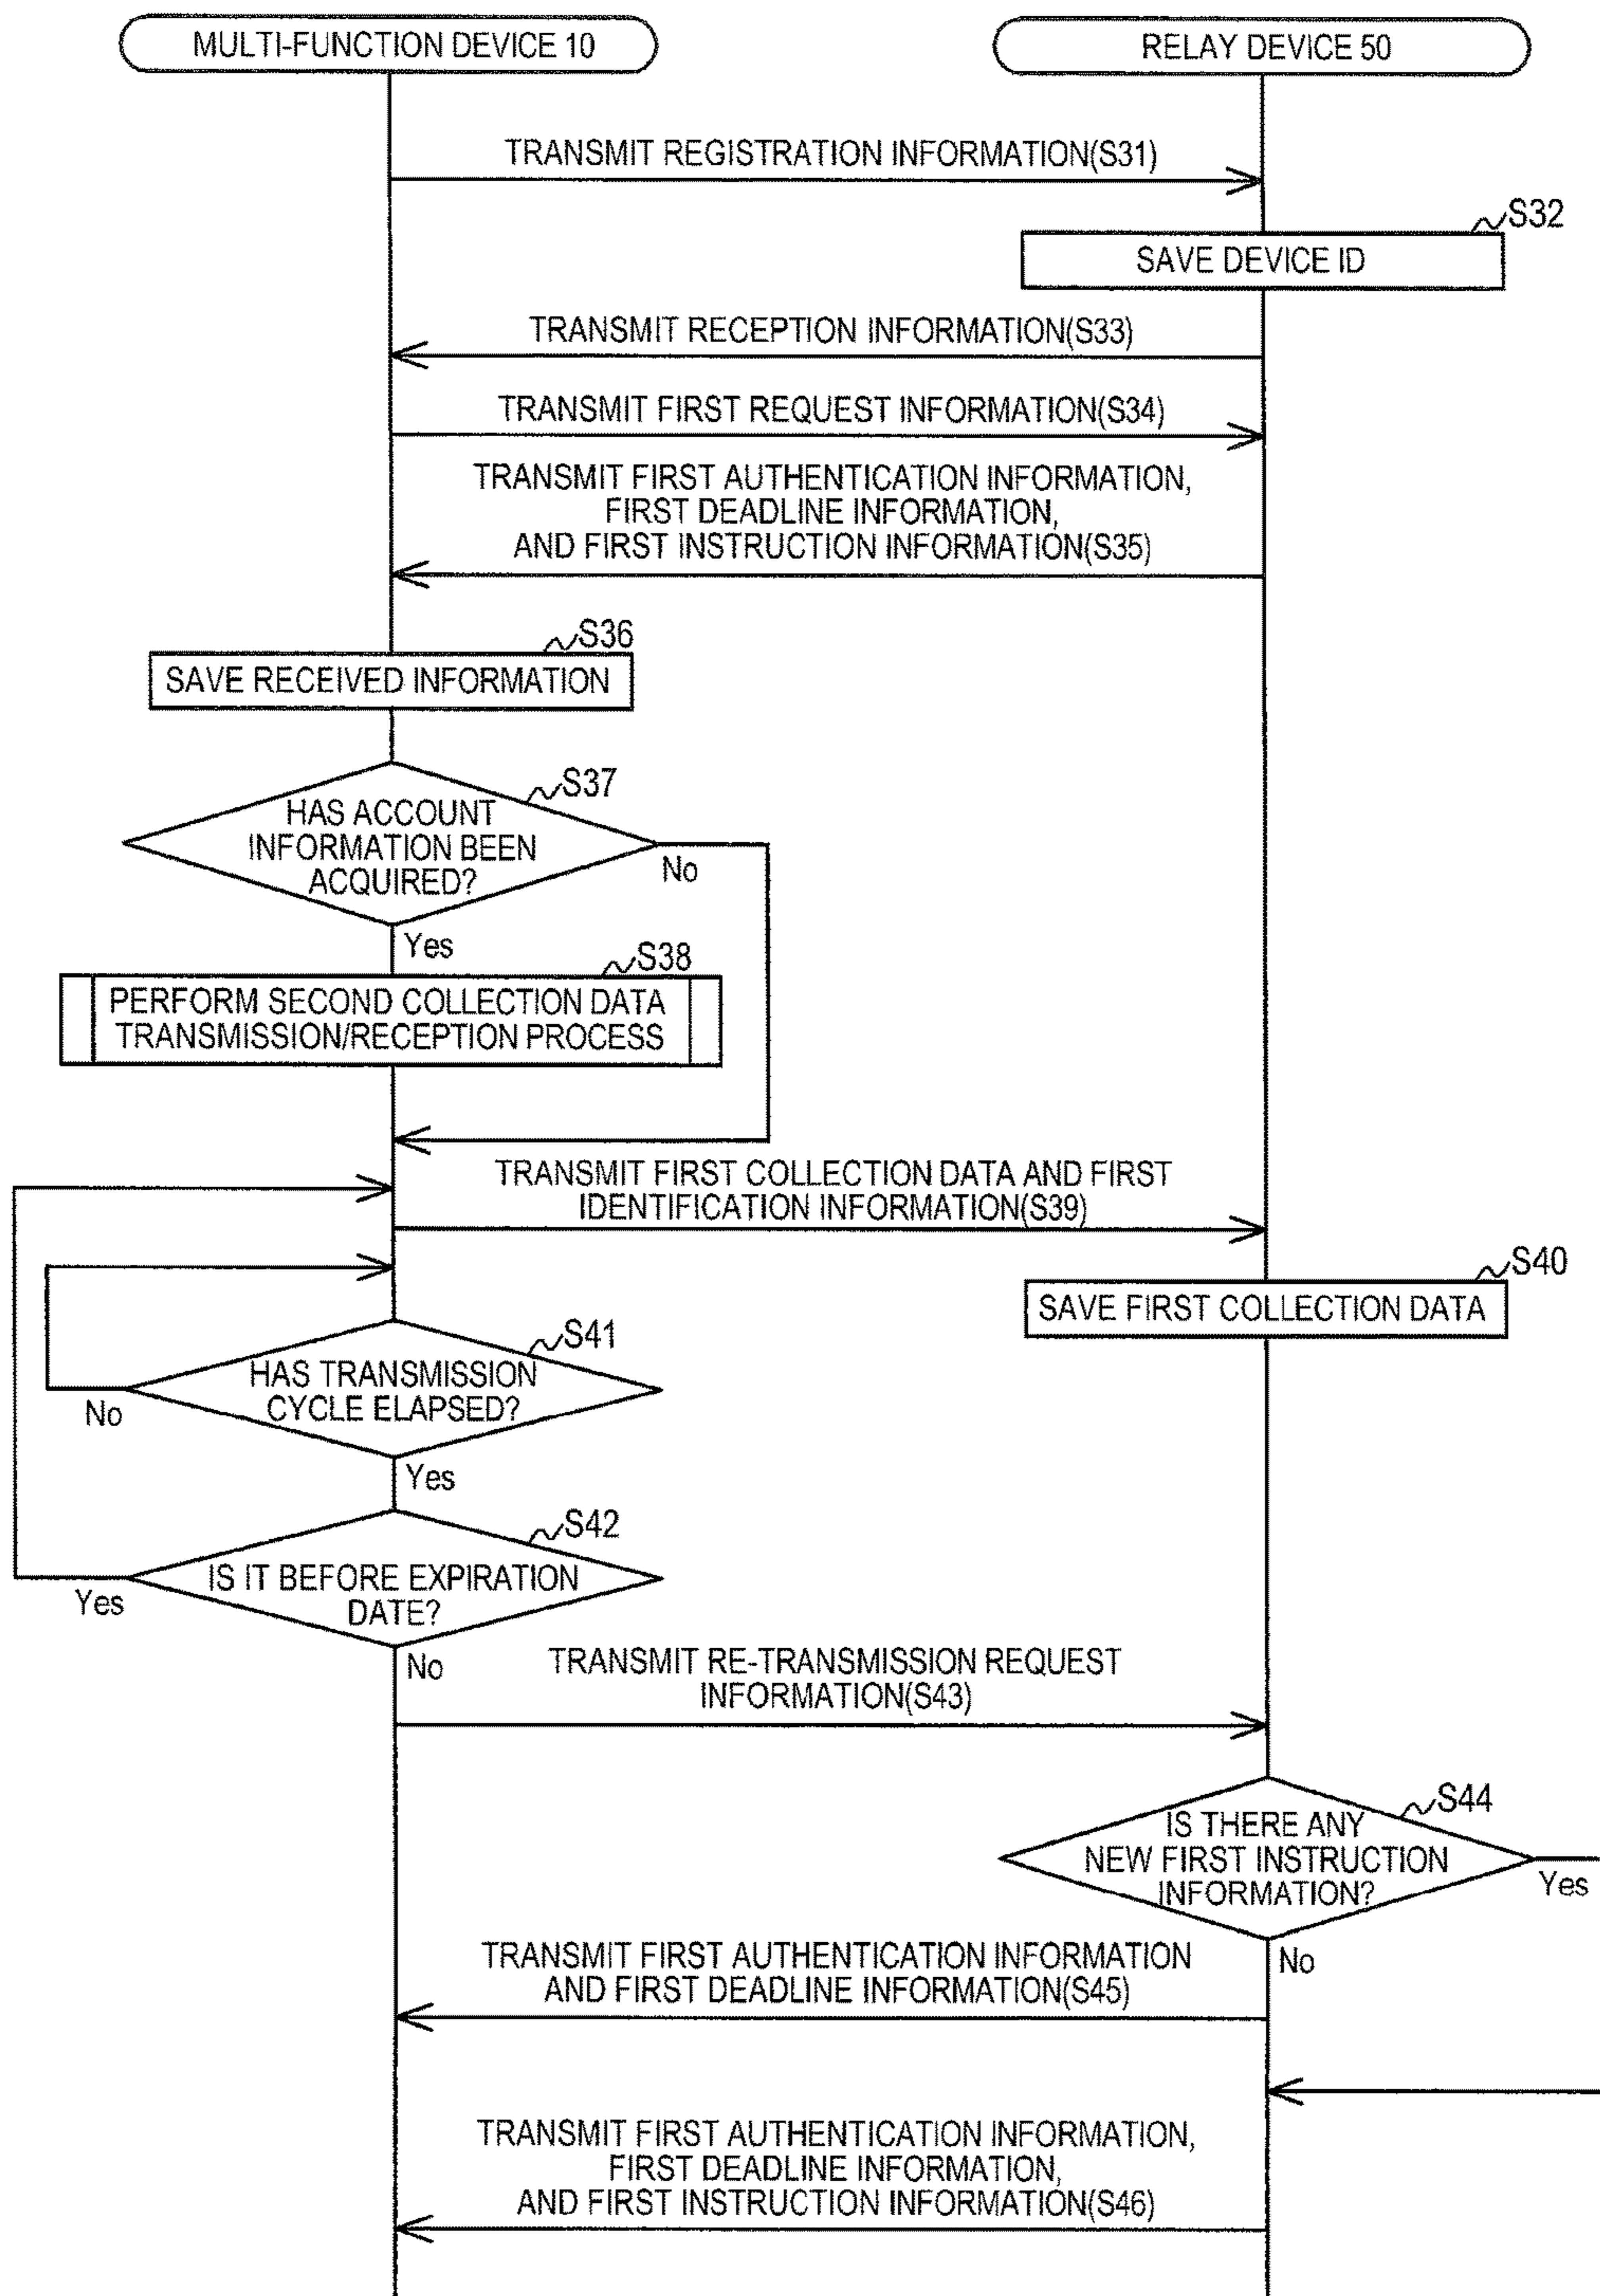 MULTI-FUNCTION DEVICE 10
RELAY DEVICE 50
TRANSMIT REGISTRATION INFORMATION(S31)
S32
SAVE DEVICE ID
TRANSMIT RECEPTION INFORMATION(S33)
TRANSMIT FIRST REQUEST INFORMATION(S34)
TRANSMIT FIRST AUTHENTICATION INFORMATION,
FIRST DEADLINE INFORMATION,
AND FIRST INSTRUCTION INFORMATION(S35)
S36
SAVE RECEIVED INFORMATION
S37
HAS ACCOUNT
INFORMATION BEEN
ACQUIRED?
No
Yes
S38
PERFORM SECOND COLLECTION DATA
TRANSMISSION/RECEPTION PROCESS
TRANSMIT FIRST COLLECTION DATA AND FIRST
IDENTIFICATION INFORMATION(S39)
S40
SAVE FIRST COLLECTION DATA
S41
HAS TRANSMISSION
CYCLE ELAPSED?
No
Yes
S42
IS IT BEFORE EXPIRATION
DATE?
Yes
No
TRANSMIT RE-TRANSMISSION REQUEST
INFORMATION(S43)
S44
IS THERE ANY
NEW FIRST INSTRUCTION
INFORMATION?
Yes
No
TRANSMIT FIRST AUTHENTICATION INFORMATION
AND FIRST DEADLINE INFORMATION(S45)
TRANSMIT FIRST AUTHENTICATION INFORMATION,
FIRST DEADLINE INFORMATION,
AND FIRST INSTRUCTION INFORMATION(S46)